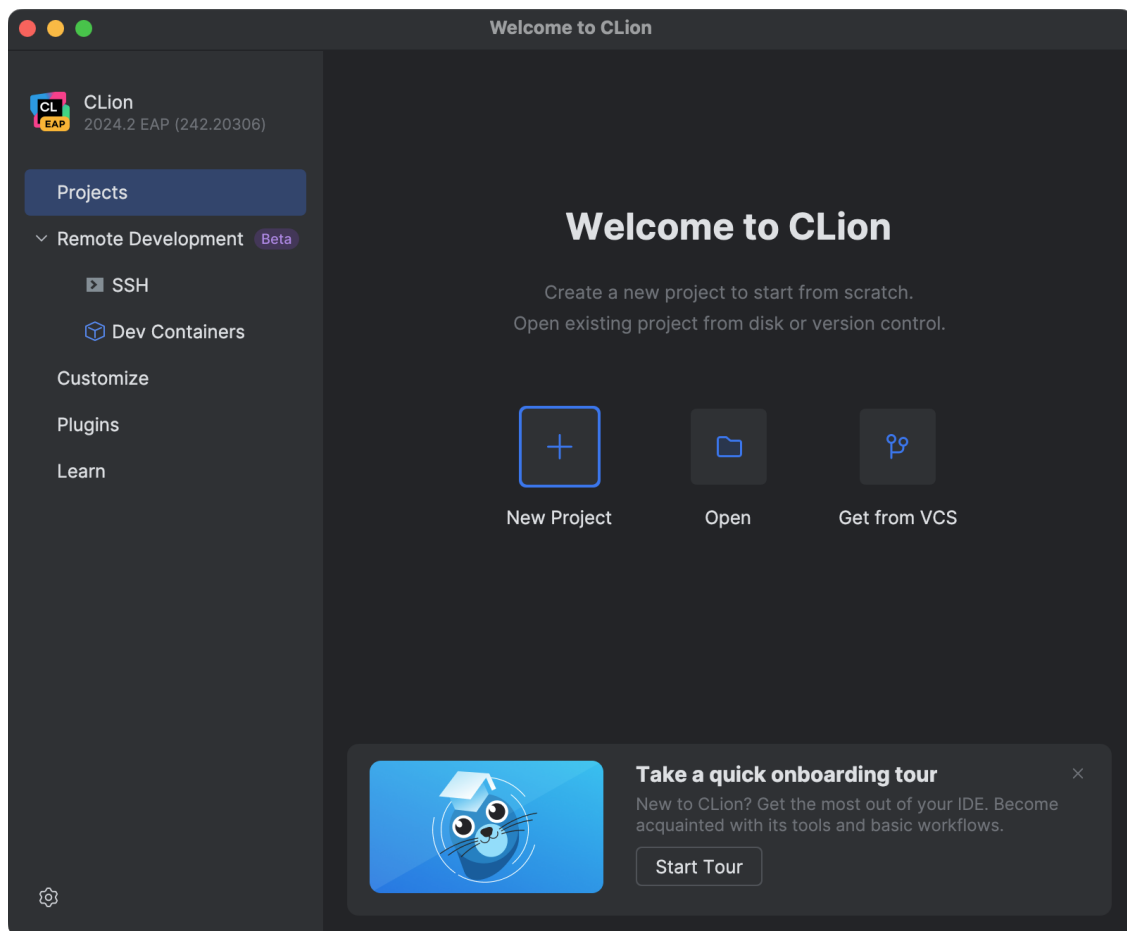 Welcome to CLion
CL
EAP
CLion
2024.2 EAP (242.20306)
Projects
Remote Development Beta
SSH
Dev Containers
Customize
Plugins
Learn
Welcome to CLion
Create a new project to start from scratch.
Open existing project from disk or version control.
New Project
Open
Get from VCS
Take a quick onboarding tour
New to CLion? Get the most out of your IDE. Become
acquainted with its tools and basic workflows.
Start Tour